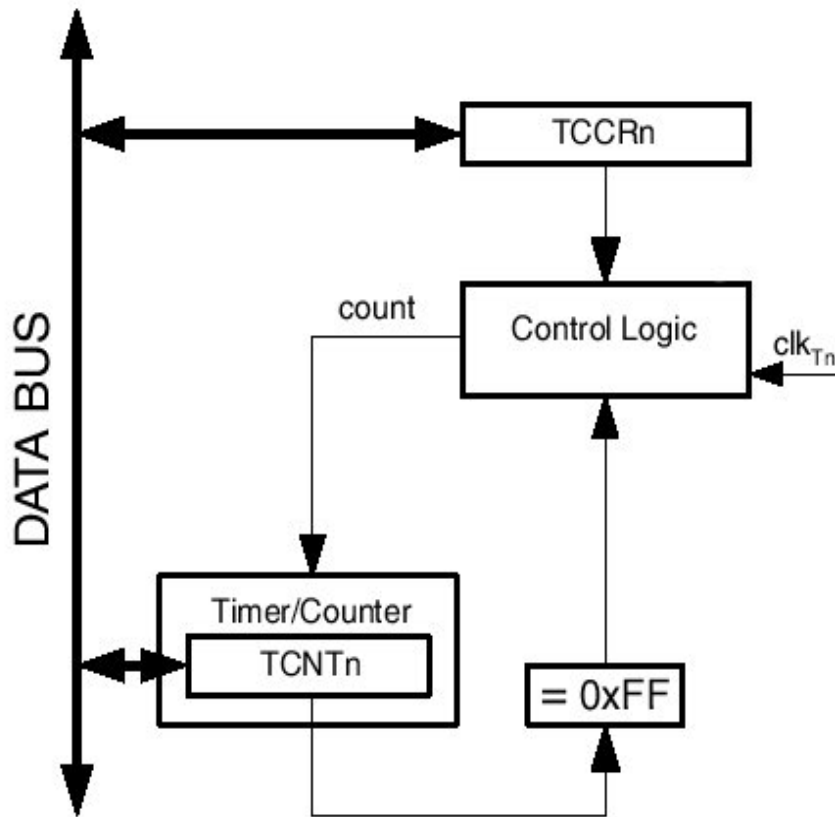 TCCRn
count
Control Logic
clkTn
DATA BUS
Timer/Counter
TCNTn
= 0xFF